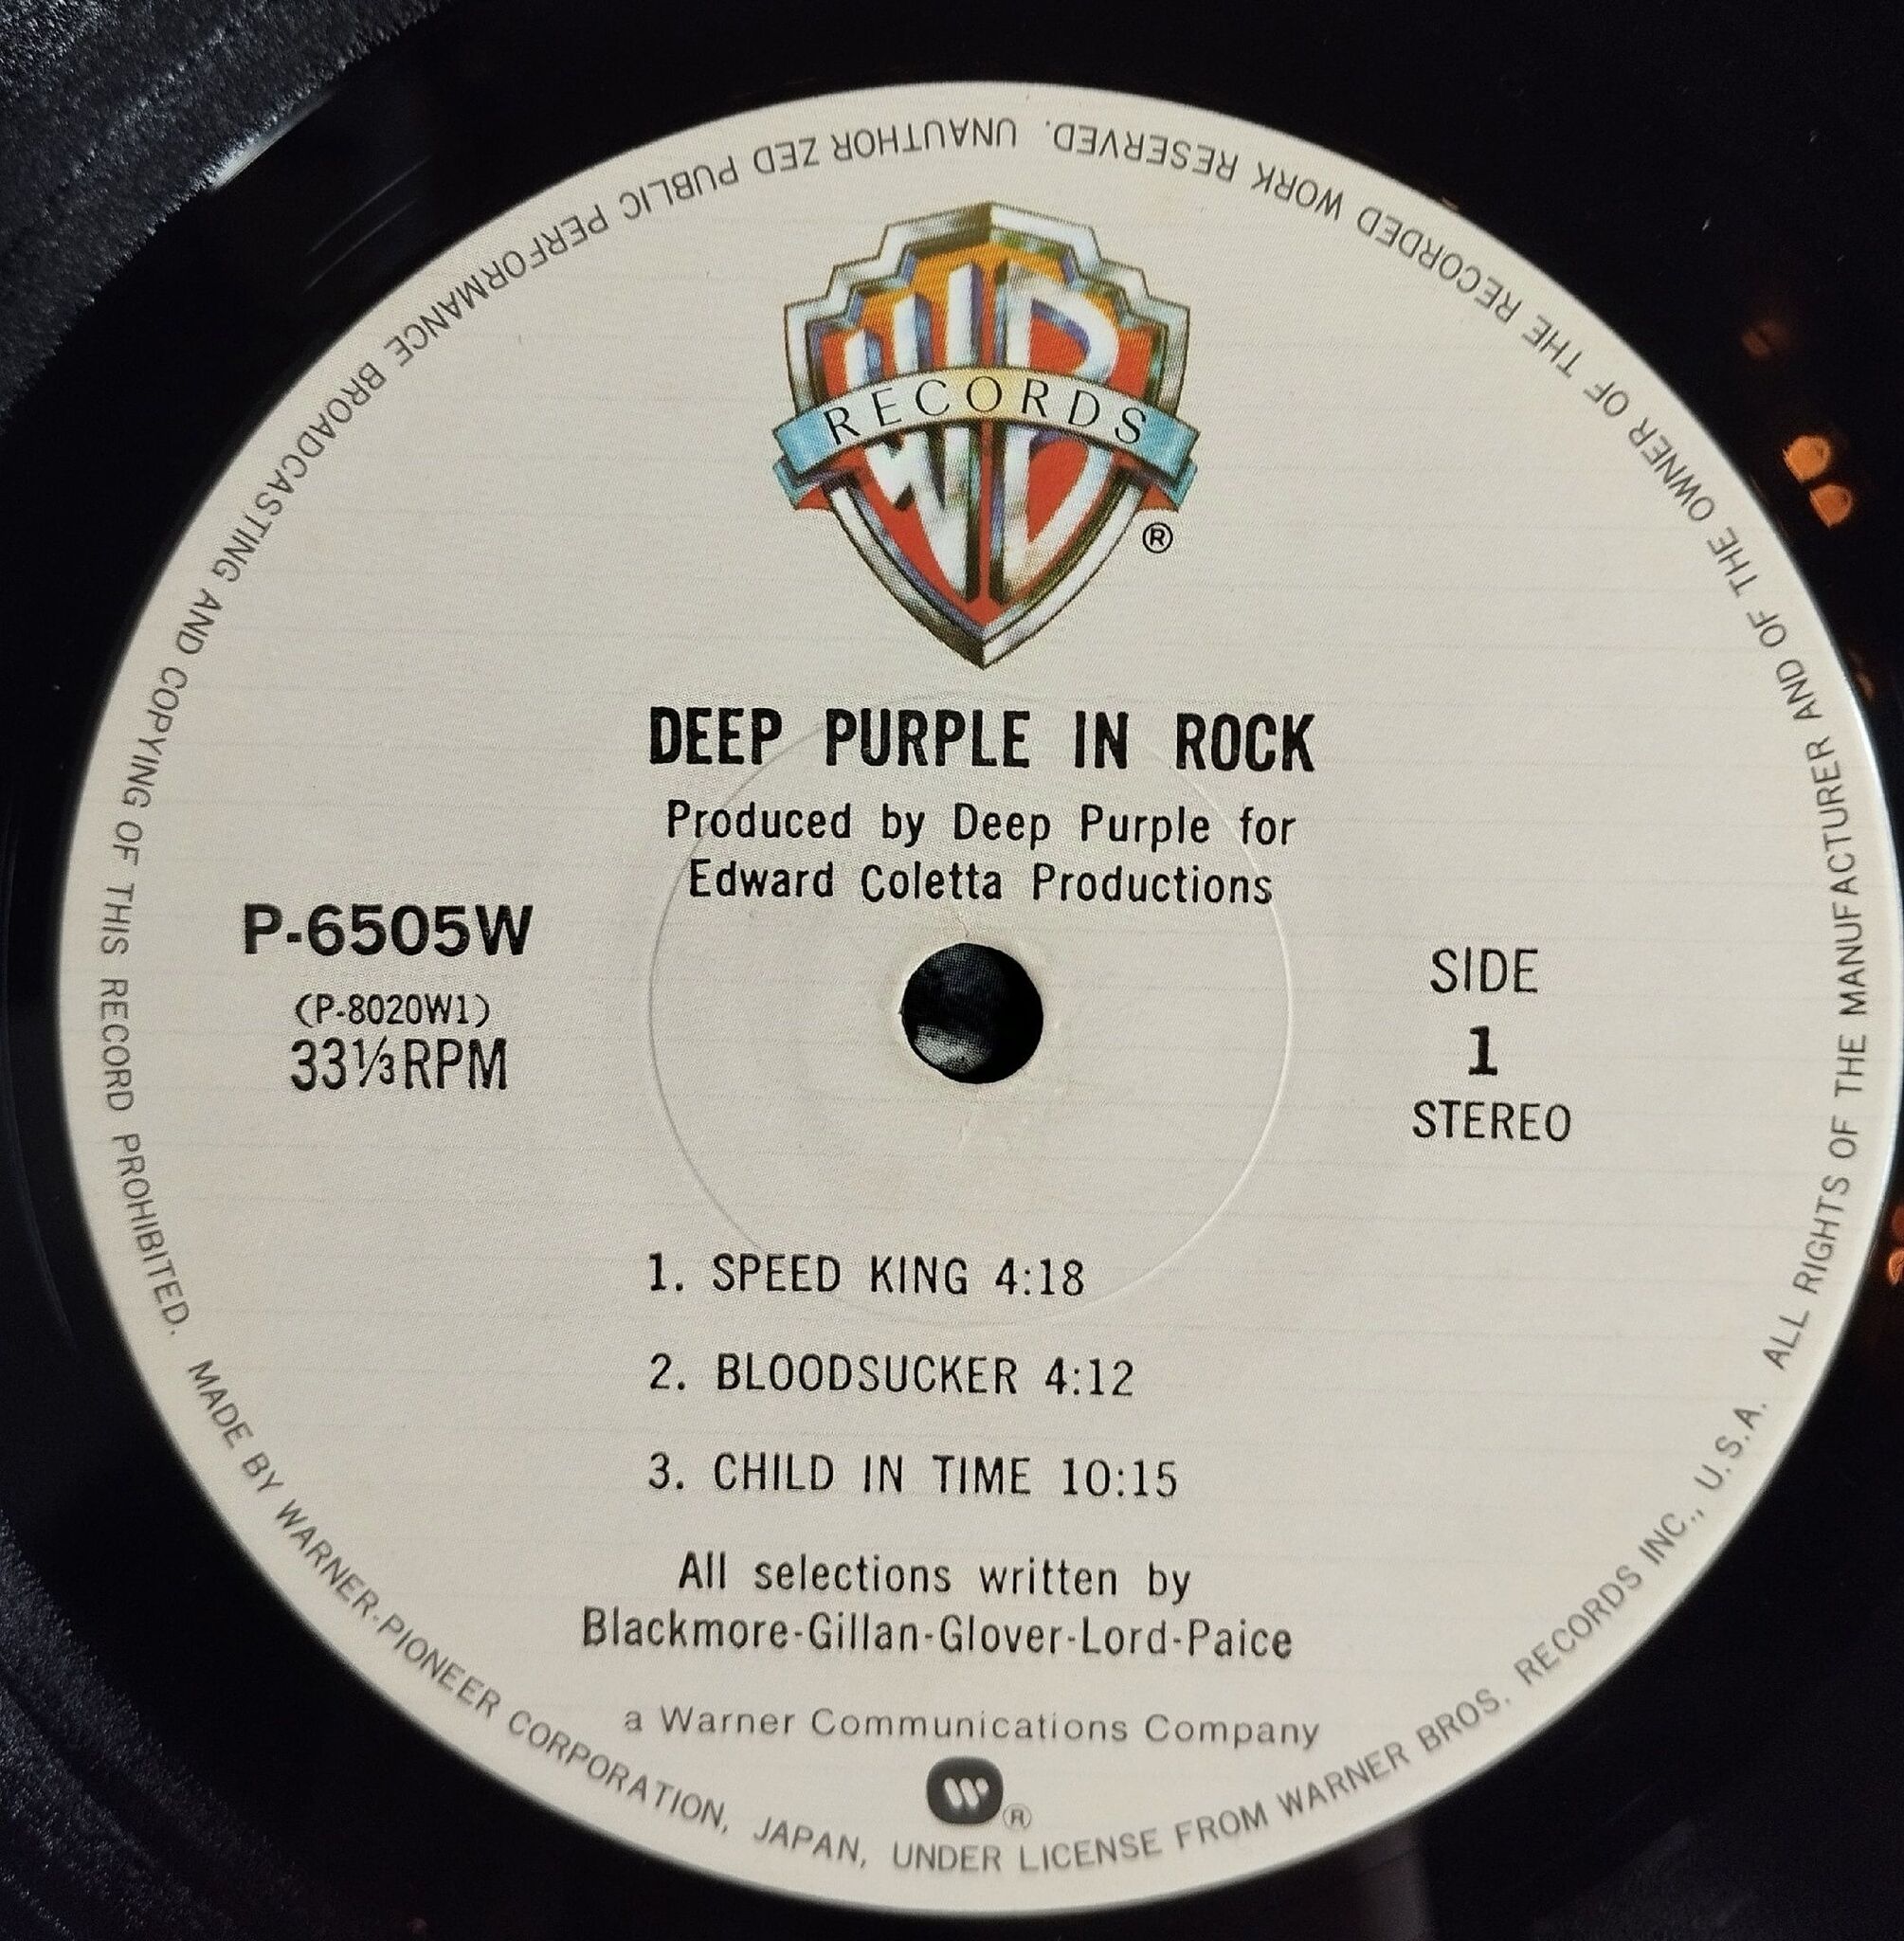 WB
RECORDS
®
DEEP PURPLE IN ROCK
Produced by Deep Purple for
Edward Coletta Productions
P-6505W
(P-8020W1)
33⅓RPM
SIDE
1
STEREO
1. SPEED KING 4:18
2. BLOODSUCKER 4:12
3. CHILD IN TIME 10:15
All selections written by
Blackmore-Gillan-Glover-Lord-Paice
a Warner Communications Company
®
MADE BY WARNER-PIONEER CORPORATION, JAPAN, UNDER LICENSE FROM WARNER BROS. RECORDS INC., U.S.A. ALL RIGHTS OF THE MANUFACTURER AND OF THE OWNER OF THE RECORDED WORK RESERVED. UNAUTHOR ZED PUBLIC PERFORMANCE BROADCASTING AND COPYING OF THIS RECORD PROHIBITED.